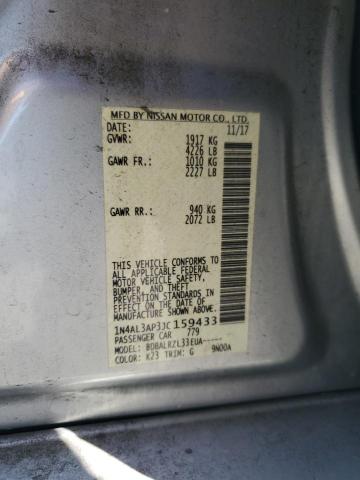 MFD BY NISSAN MOTOR CO., LTD.
DATE: 11/17
GVWR: 1917 KG
4226 LB
GAWR FR.: 1010 KG
2227 LB
GAWR RR.: 940 KG
2072 LB
THIS VEHICLE CONFORMS TO
ALL APPLICABLE FEDERAL MOTOR
VEHICLE SAFETY STANDARDS,
BUMPER, AND THEFT
PREVENTION STANDARDS IN
EFFECT ON THE DATE OF
MANUFACTURE SHOWN ABOVE.
1N4AL3AP3JC159433
PASSENGER CAR 779
MODEL: BDBALRZL33EUA-----
COLOR: K23 TRIM: G 9N00A